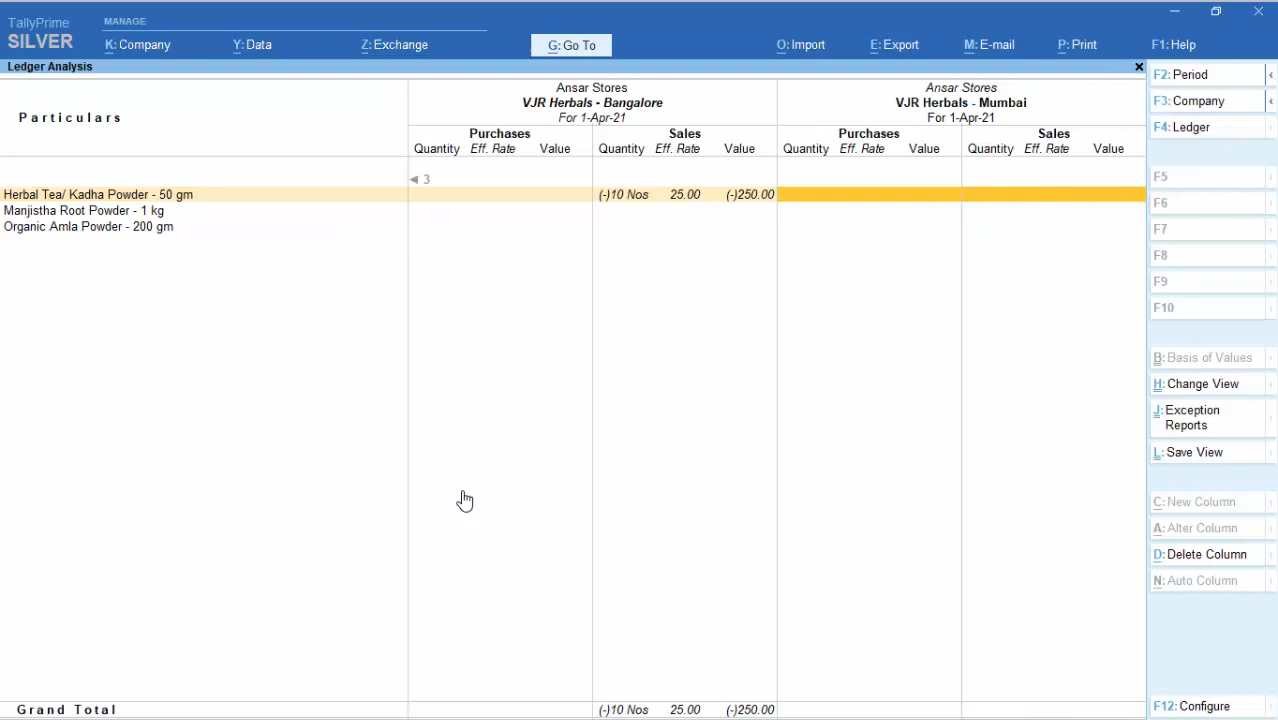 TallyPrime
SILVER
MANAGE
K: Company
Y: Data
Z: Exchange
G: Go To
O: Import
E: Export
M: E-mail
P: Print
F1: Help
Ledger Analysis
Particulars
Ansar Stores
VJR Herbals - Bangalore
For 1-Apr-21
Ansar Stores
VJR Herbals - Mumbai
For 1-Apr-21
Purchases Sales Purchases Sales
Quantity Eff. Rate Value Quantity Eff. Rate Value Quantity Eff. Rate Value Quantity Eff. Rate Value
◄ 3
Herbal Tea/ Kadha Powder - 50 gm (-)10 Nos 25.00 (-)250.00
Manjistha Root Powder - 1 kg
Organic Amla Powder - 200 gm
Grand Total (-)10 Nos 25.00 (-)250.00
F2: Period
F3: Company
F4: Ledger
F5
F6
F7
F8
F9
F10
B: Basis of Values
H: Change View
J: Exception
Reports
L: Save View
C: New Column
A: Alter Column
D: Delete Column
N: Auto Column
F12: Configure